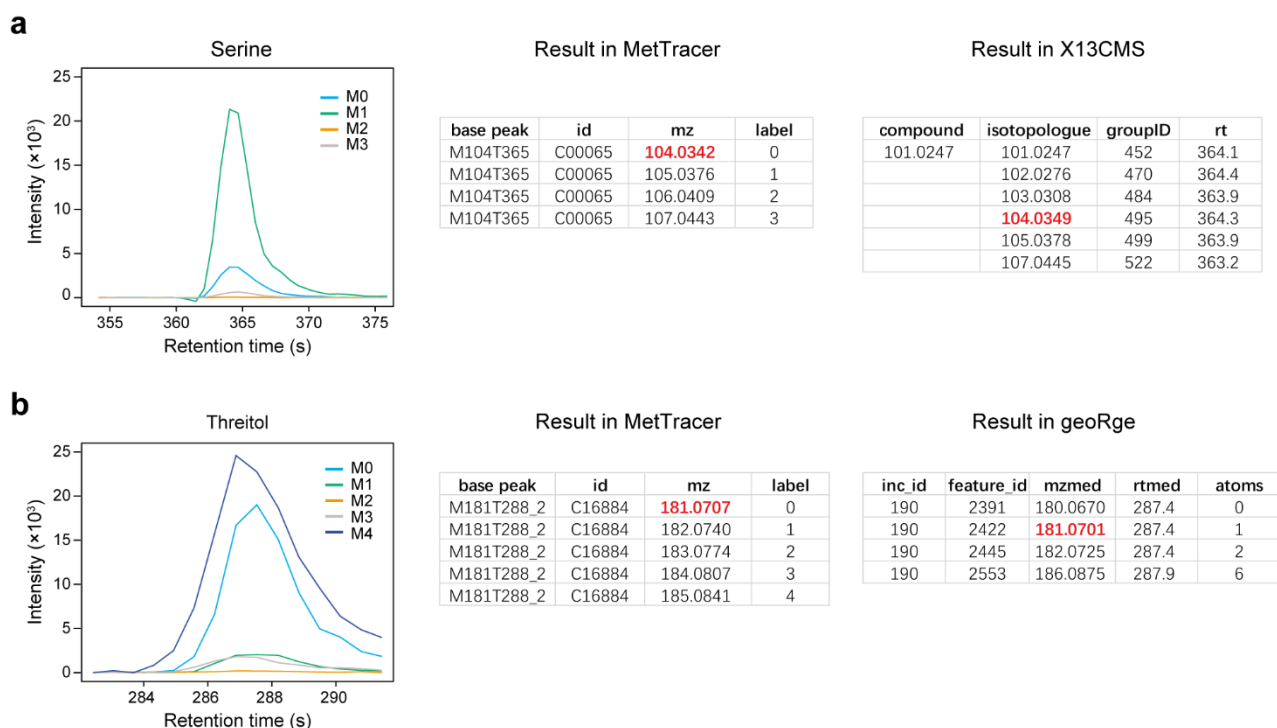 a
Serine
Result in MetTracer
Result in X13CMS
Intensity (×10³)
25
20
15
10
5
0
M0
M1
M2
M3
355 360 365 370 375
Retention time (s)
base peak id mz label
M104T365 C00065 104.0342 0
M104T365 C00065 105.0376 1
M104T365 C00065 106.0409 2
M104T365 C00065 107.0443 3
compound isotopologue groupID rt
101.0247 101.0247 452 364.1
102.0276 470 364.4
103.0308 484 363.9
104.0349 495 364.3
105.0378 499 363.9
107.0445 522 363.2
b
Threitol
Result in MetTracer
Result in geoRge
Intensity (×10³)
25
20
15
10
5
0
M0
M1
M2
M3
M4
284 286 288 290
Retention time (s)
base peak id mz label
M181T288_2 C16884 181.0707 0
M181T288_2 C16884 182.0740 1
M181T288_2 C16884 183.0774 2
M181T288_2 C16884 184.0807 3
M181T288_2 C16884 185.0841 4
inc_id feature_id mzmed rtmed atoms
190 2391 180.0670 287.4 0
190 2422 181.0701 287.4 1
190 2445 182.0725 287.4 2
190 2553 186.0875 287.9 6